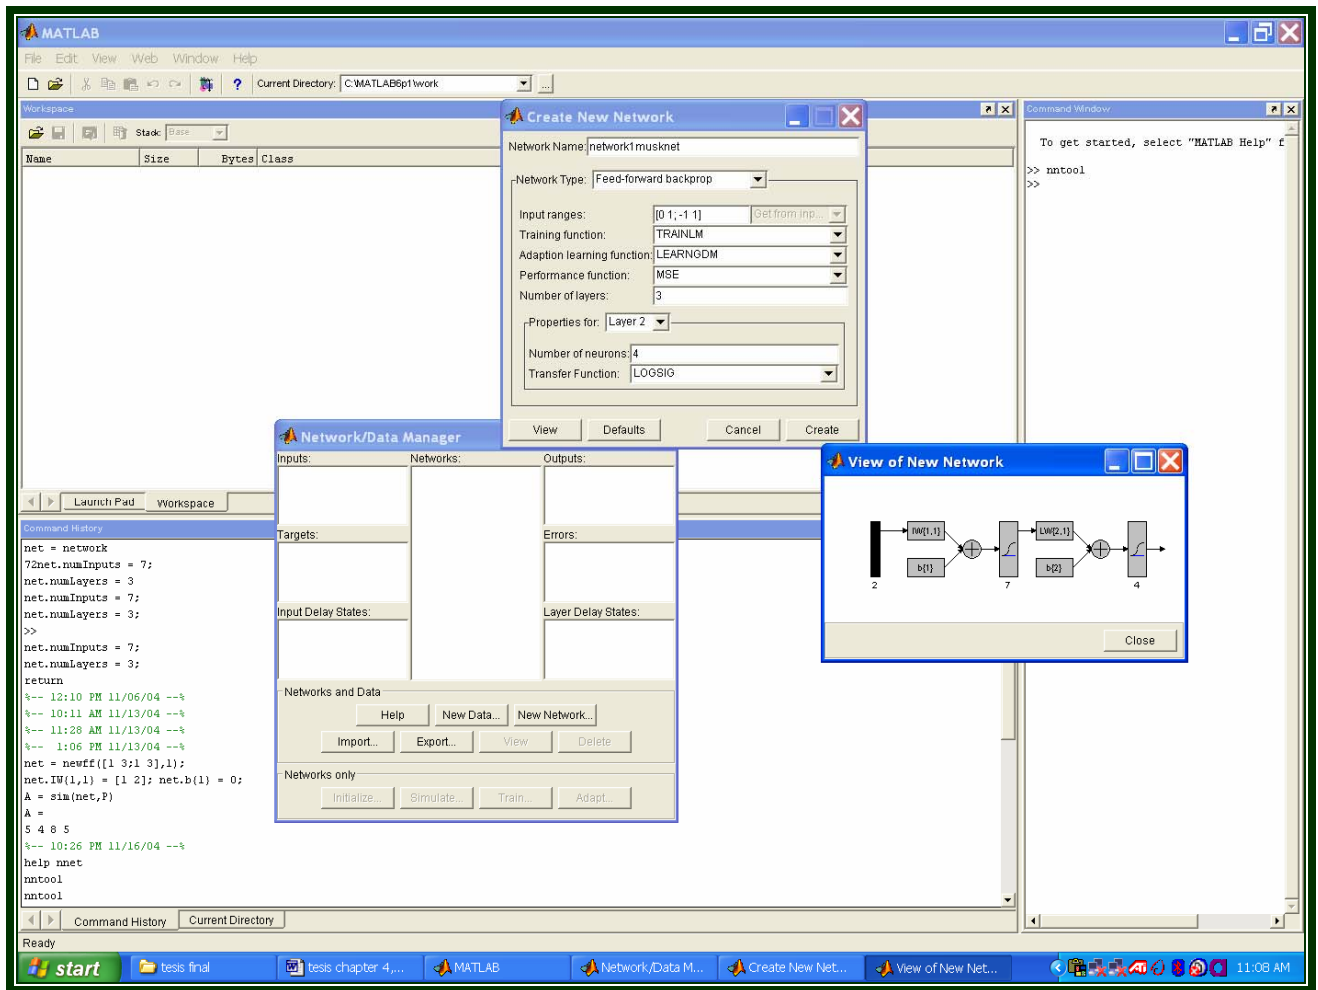 MATLAB
File Edit View Web Window Help
Current Directory: C:\MATLAB6p1\work
...
Workspace
Stack: Base
Name Size Bytes Class
Create New Network
Network Name: network1musknet
Network Type: Feed-forward backprop
Input ranges: [0 1; -1 1] Get from inp...
Training function: TRAINLM
Adaption learning function: LEARNGDM
Performance function: MSE
Number of layers: 3
Properties for: Layer 2
Number of neurons: 4
Transfer Function: LOGSIG
View Defaults Cancel Create
Command Window
To get started, select "MATLAB Help" f
>> nntool
>>
Launch Pad Workspace
Network/Data Manager
Inputs: Networks: Outputs:
Targets: Errors:
Input Delay States: Layer Delay States:
Networks and Data
Help New Data... New Network...
Import... Export... View Delete
Networks only
Initialize... Simulate... Train... Adapt...
View of New Network
IW{1,1} LW{2,1}
b{1} b{2}
2 7 4
Close
Command History
net = network
72net.numInputs = 7;
net.numLayers = 3
net.numInputs = 7;
net.numLayers = 3;
>>
net.numInputs = 7;
net.numLayers = 3;
return
%-- 12:10 PM 11/06/04 --%
%-- 10:11 AM 11/13/04 --%
%-- 11:28 AM 11/13/04 --%
%-- 1:06 PM 11/13/04 --%
net = newff([1 3;1 3],1);
net.IW{1,1} = [1 2]; net.b{1} = 0;
A = sim(net,P)
A =
5 4 8 5
%-- 10:26 PM 11/16/04 --%
help nnet
nntool
nntool
Command History Current Directory
Ready
start tesis final tesis chapter 4,... MATLAB Network/Data M... Create New Net... View of New Net... 11:08 AM